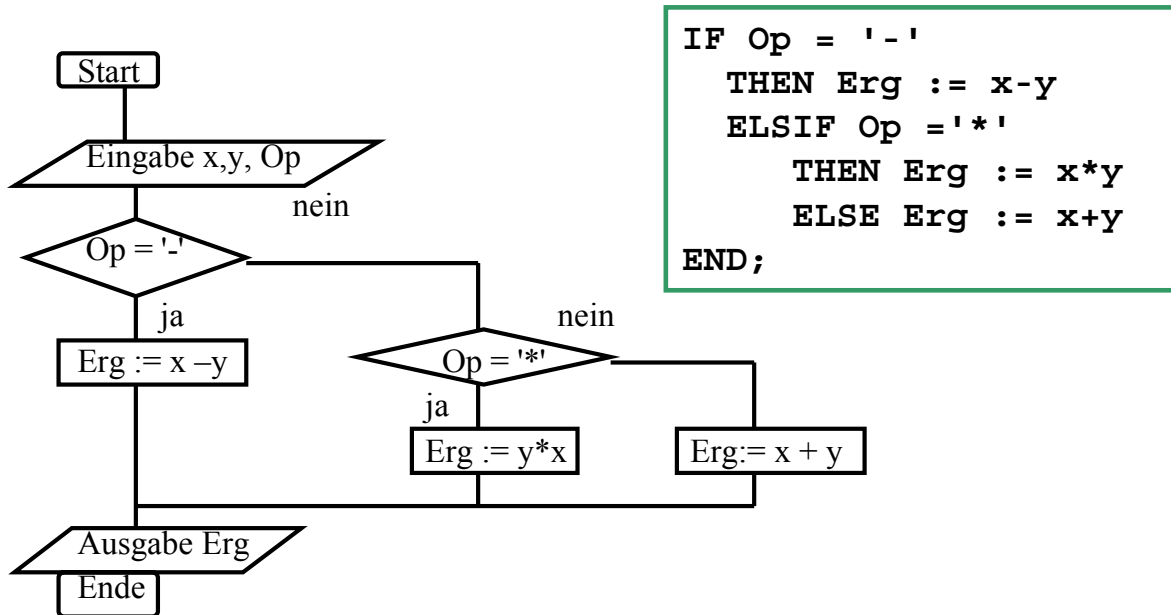 Start
Eingabe x,y, Op
nein
Op = '-'
ja
Erg := x –y
nein
Op = '*'
ja
Erg := y*x
Erg:= x + y
Ausgabe Erg
Ende
IF Op = '-'
THEN Erg := x-y
ELSIF Op ='*'
THEN Erg := x*y
ELSE Erg := x+y
END;